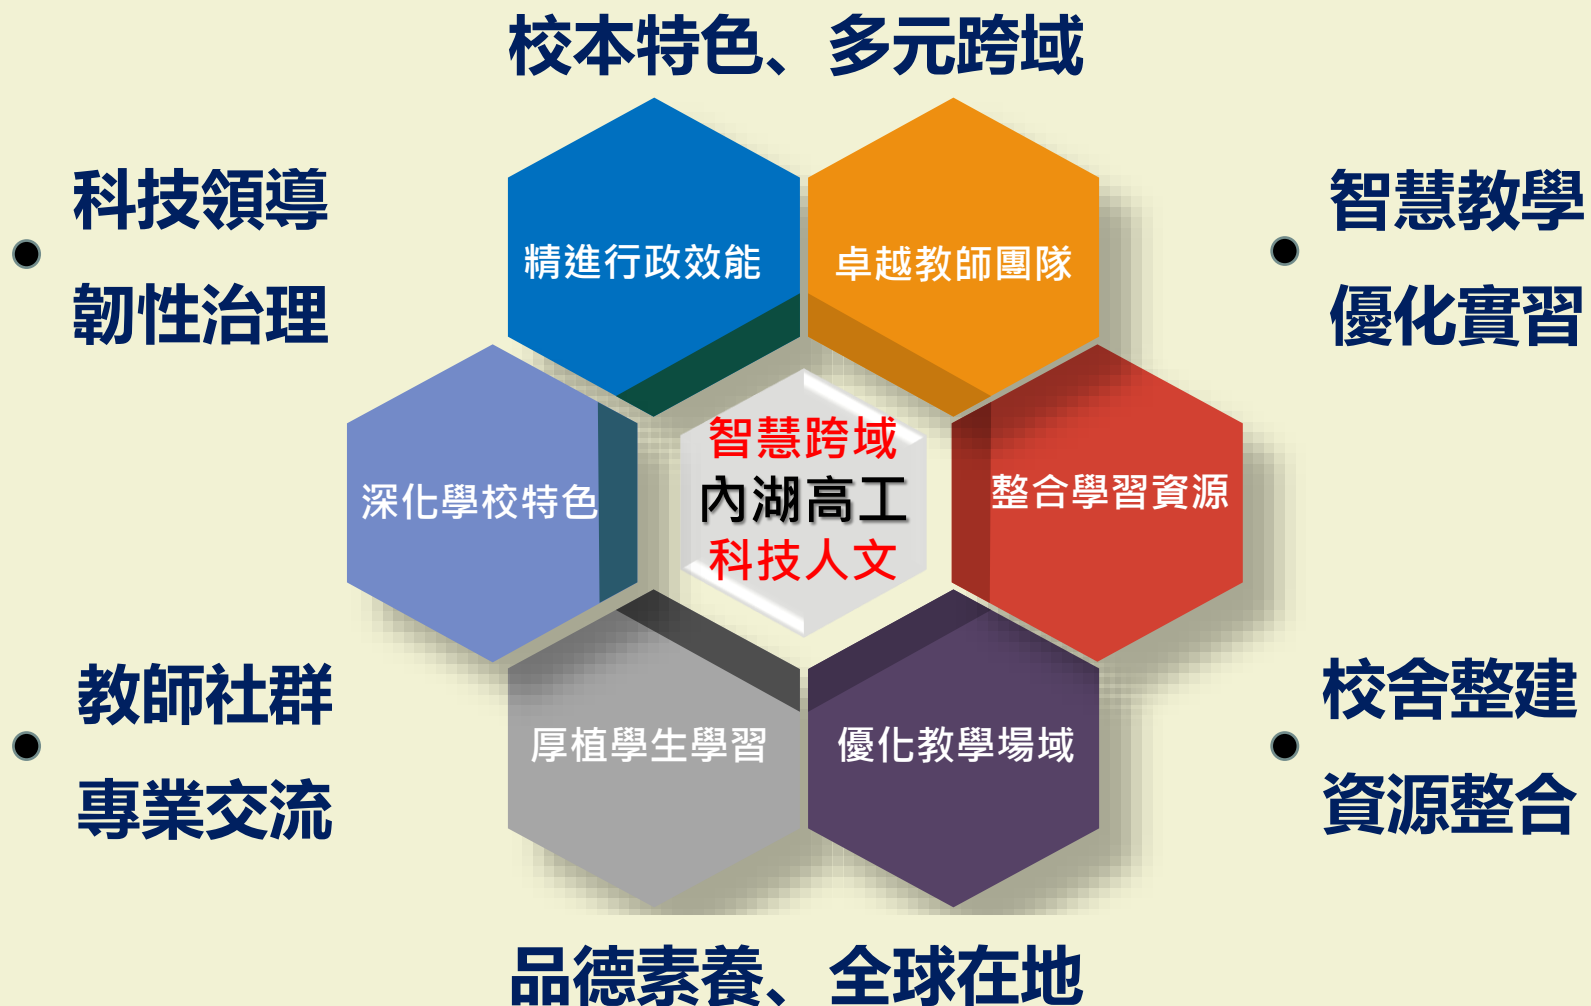 校本特色、多元跨域
科技領導
韌性治理
智慧教學
優化實習
精進行政效能
卓越教師團隊
深化學校特色
智慧跨域
內湖高工
科技人文
整合學習資源
厚植學生學習
優化教學場域
教師社群
專業交流
校舍整建
資源整合
品德素養、全球在地